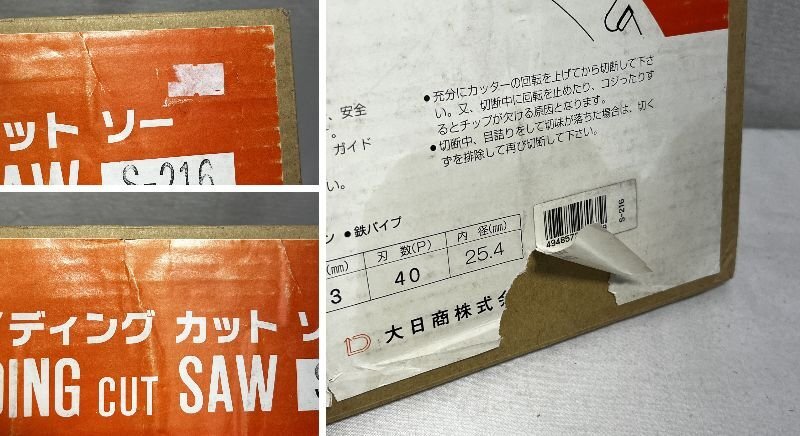 ット ソー
SAW S-216
ィディング カット ソ
DING CUT SAW S
、安全
。
ガイド
い。
●充分にカッターの回転を上げてから切断して下さ
い。又、切断中に回転を止めたり、コジったりす
るとチップが欠ける原因となります。
●切断中、目詰りをして切味が落ちた場合は、切く
ずを排除して再び切断して下さい。
ン ●鉄パイプ
(mm) 刃 数(P) 内 径(mm)
3 40 25.4
S-216
大日商株式会